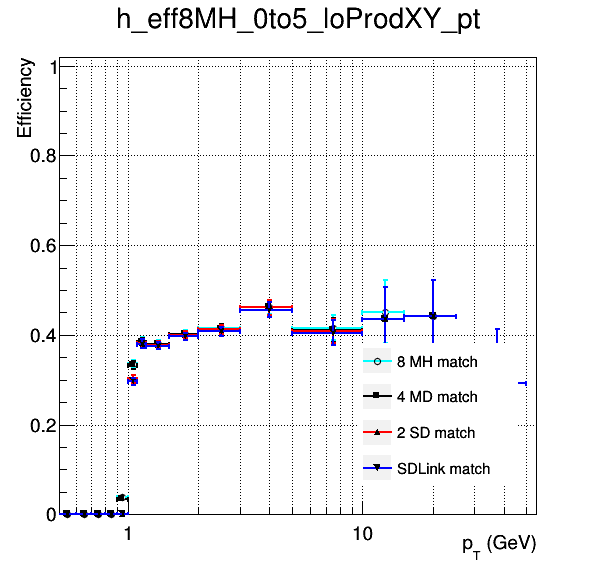 h_eff8MH_0to5_loProdXY_pt
Efficiency
1
0.8
0.6
0.4
0.2
0
8 MH match
4 MD match
2 SD match
SDLink match
1
10
p_T (GeV)